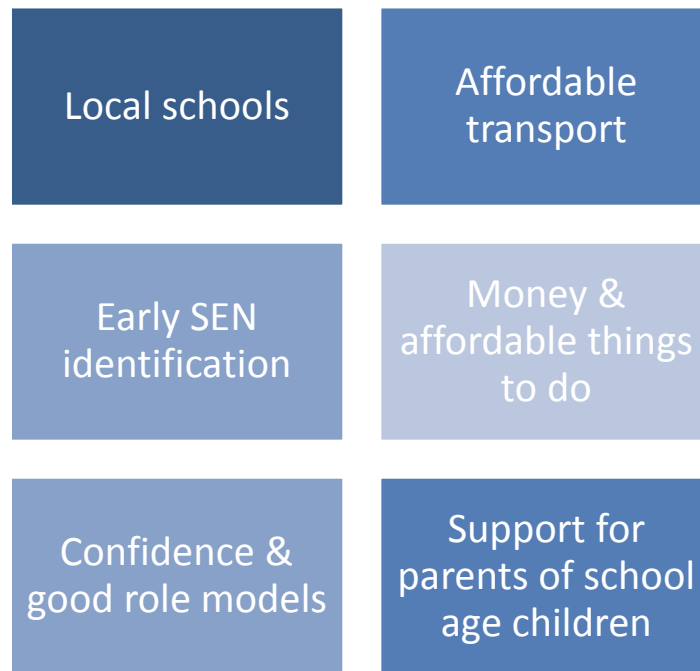 Local schools
Affordable
transport
Early SEN
identification
Money &
affordable things
to do
Confidence &
good role models
Support for
parents of school
age children